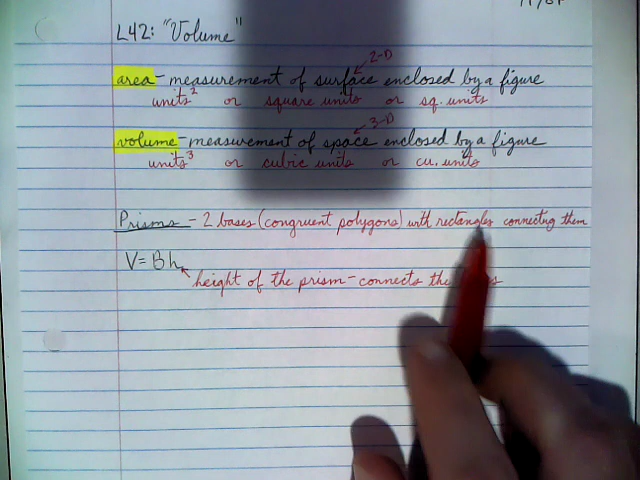 L42: "Volume"
2-D
area - measurement of surface enclosed by a figure
units² or square units or sq. units
3-D
volume - measurement of space enclosed by a figure
units³ or cubic units or cu. units
Prisms - 2 bases (congruent polygons) with rectangles connecting them
V = Bh
height of the prism - connects the